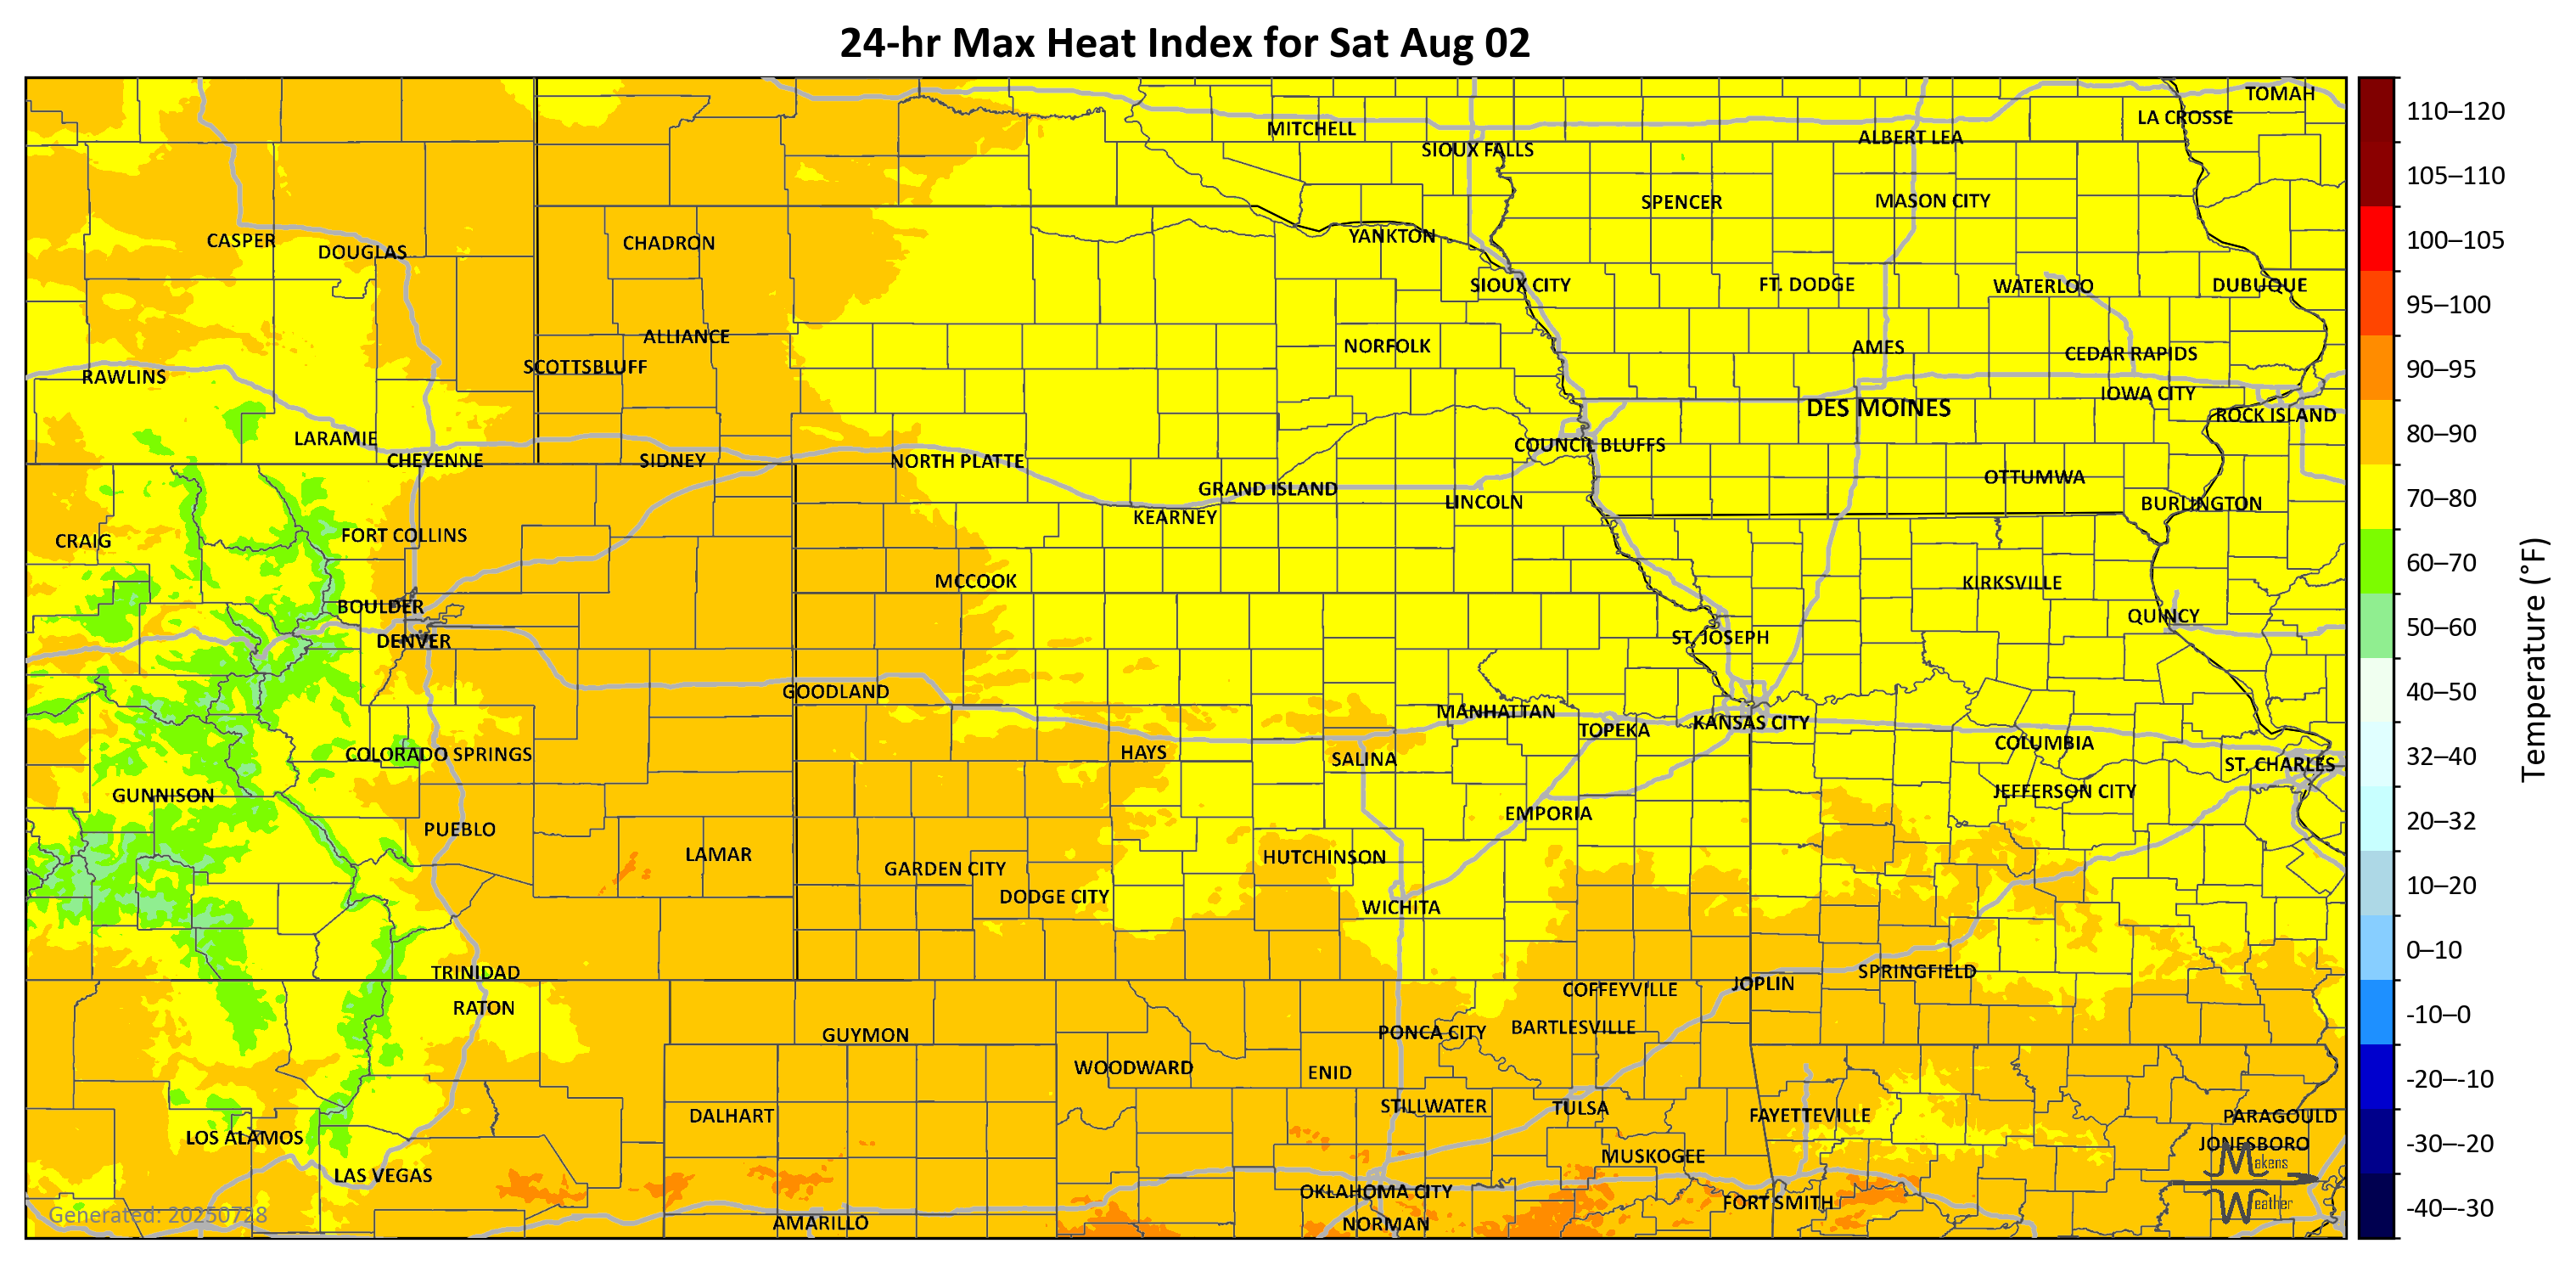 24-hr Max Heat Index for Sat Aug 02
TOMAH
LA CROSSE
MITCHELL
ALBERT LEA
SIOUX FALLS
SPENCER
MASON CITY
YANKTON
CASPER
CHADRON
DOUGLAS
SIOUX CITY
FT. DODGE
WATERLOO
DUBUQUE
ALLIANCE
NORFOLK
AMES
CEDAR RAPIDS
SCOTTSBLUFF
RAWLINS
IOWA CITY
DES MOINES
ROCK ISLAND
LARAMIE
COUNCIL BLUFFS
CHEYENNE
SIDNEY
NORTH PLATTE
OTTUMWA
GRAND ISLAND
LINCOLN
BURLINGTON
KEARNEY
FORT COLLINS
CRAIG
MCCOOK
KIRKSVILLE
BOULDER
QUINCY
DENVER
ST. JOSEPH
GOODLAND
MANHATTAN
KANSAS CITY
TOPEKA
COLUMBIA
COLORADO SPRINGS
HAYS
SALINA
ST. CHARLES
GUNNISON
JEFFERSON CITY
EMPORIA
PUEBLO
LAMAR
HUTCHINSON
GARDEN CITY
DODGE CITY
WICHITA
TRINIDAD
SPRINGFIELD
JOPLIN
COFFEYVILLE
RATON
BARTLESVILLE
PONCA CITY
GUYMON
WOODWARD
ENID
STILLWATER
TULSA
DALHART
FAYETTEVILLE
PARAGOULD
LOS ALAMOS
JONESBORO
MUSKOGEE
LAS VEGAS
OKLAHOMA CITY
FORT SMITH
AMARILLO
NORMAN
Generated: 20250728
Makens
Weather
110–120
105–110
100–105
95–100
90–95
80–90
70–80
60–70
50–60
40–50
32–40
20–32
10–20
0–10
-10–0
-20–-10
-30–-20
-40–-30
Temperature (°F)